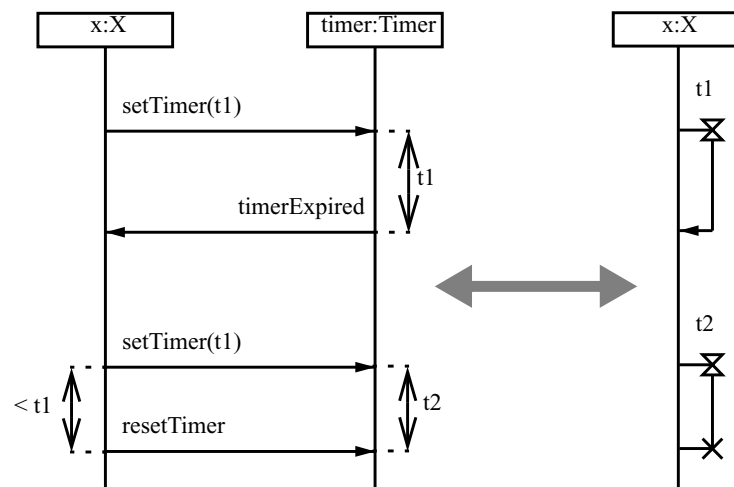 x:X
timer:Timer
x:X
setTimer(t1)
t1
t1
timerExpired
setTimer(t1)
t2
< t1
t2
resetTimer